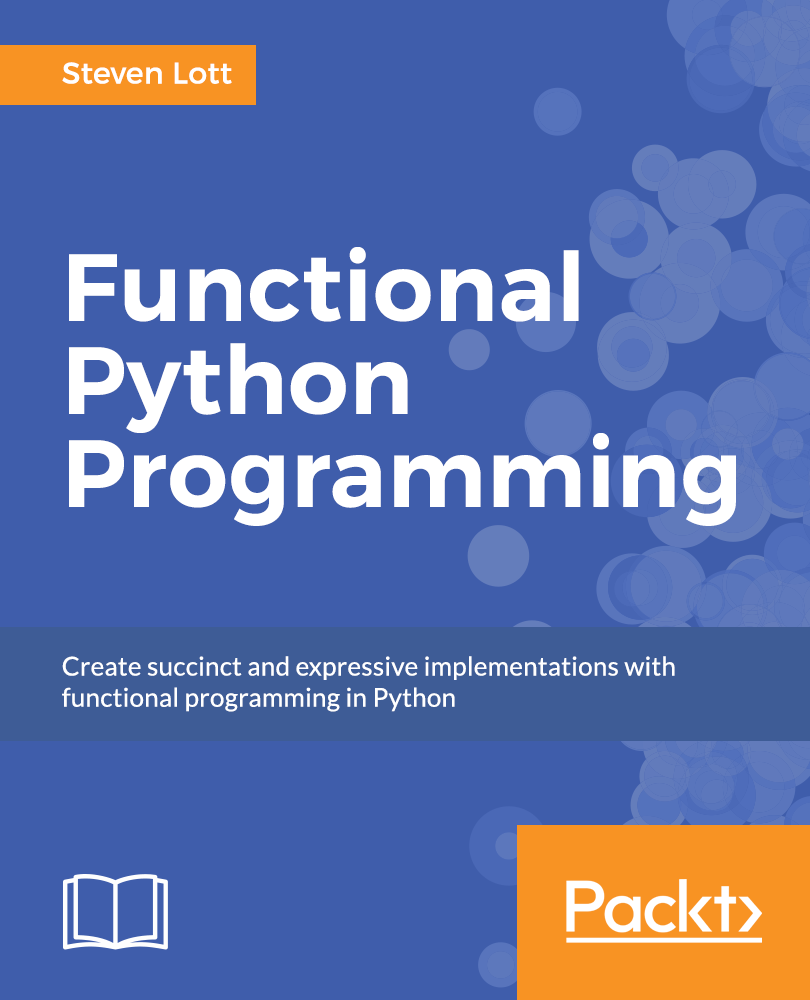 Steven Lott
Functional
Python
Programming
Create succinct and expressive implementations with
functional programming in Python
Packt>